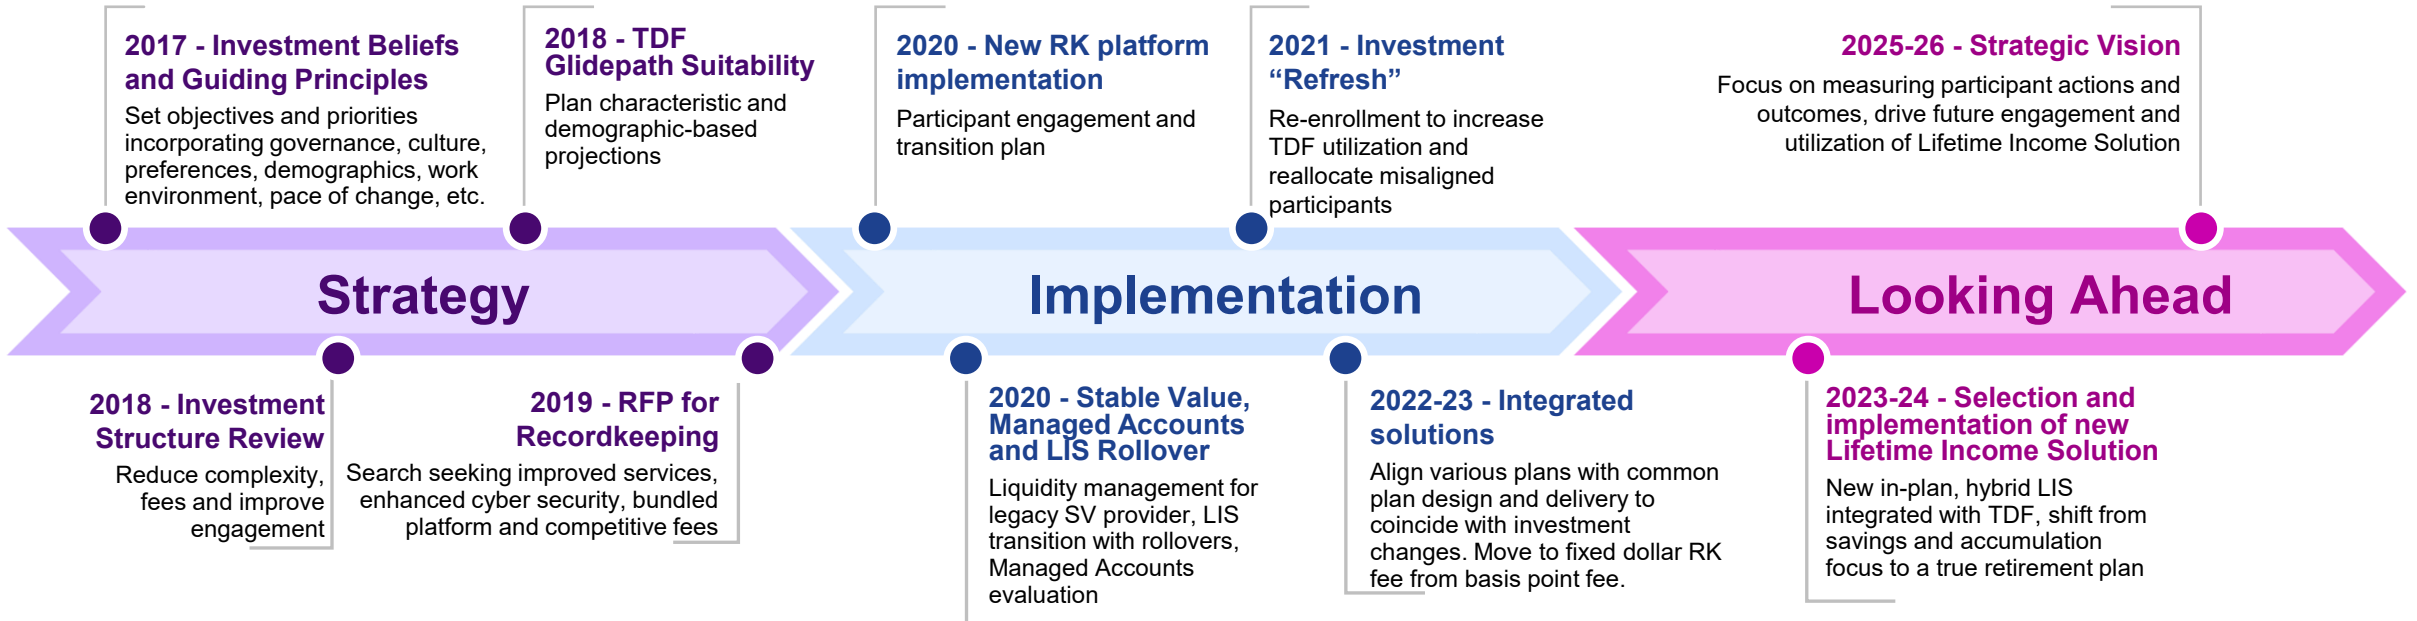 2017 - Investment Beliefs
and Guiding Principles
Set objectives and priorities
incorporating governance, culture,
preferences, demographics, work
environment, pace of change, etc.
2018 - TDF
Glidepath Suitability
Plan characteristic and
demographic-based
projections
2020 - New RK platform
implementation
Participant engagement and
transition plan
2021 - Investment
“Refresh”
Re-enrollment to increase
TDF utilization and
reallocate misaligned
participants
2025-26 - Strategic Vision
Focus on measuring participant actions and
outcomes, drive future engagement and
utilization of Lifetime Income Solution
Strategy
Implementation
Looking Ahead
2018 - Investment
Structure Review
Reduce complexity,
fees and improve
engagement
2019 - RFP for
Recordkeeping
Search seeking improved services,
enhanced cyber security, bundled
platform and competitive fees
2020 - Stable Value,
Managed Accounts
and LIS Rollover
Liquidity management for
legacy SV provider, LIS
transition with rollovers,
Managed Accounts
evaluation
2022-23 - Integrated
solutions
Align various plans with common
plan design and delivery to
coincide with investment
changes. Move to fixed dollar RK
fee from basis point fee.
2023-24 - Selection and
implementation of new
Lifetime Income Solution
New in-plan, hybrid LIS
integrated with TDF, shift from
savings and accumulation
focus to a true retirement plan